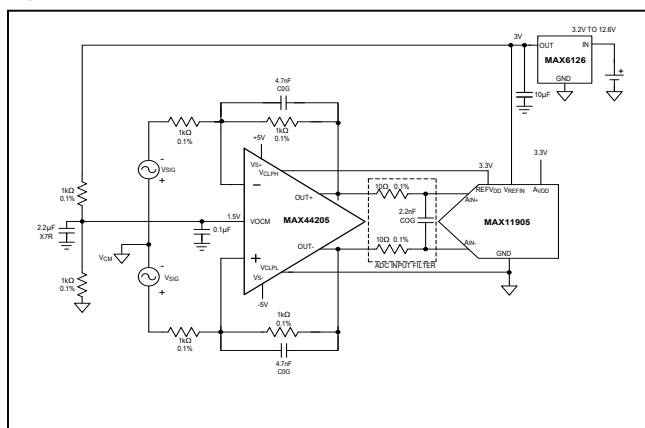 3.2V TO 12.6V
3V
OUT
IN
MAX6126
GND
10µF
4.7nF
C0G
1kΩ
0.1%
1kΩ
0.1%
+5V
VS+
VCLPH
VSIG
3.3V
3.3V
1kΩ
0.1%
OUT+
10Ω 0.1%
REFVDD
VREFIN
AVDD
AIN+
2.2µF
X7R
1.5V
VOCM
MAX44205
2.2nF
COG
MAX11905
0.1µF
VCM
OUT-
10Ω 0.1%
AIN-
ADC INPUT FILTER
GND
1kΩ
0.1%
VSIG
VCLPL
VS-
-5V
1kΩ
0.1%
1kΩ
0.1%
4.7nF
C0G